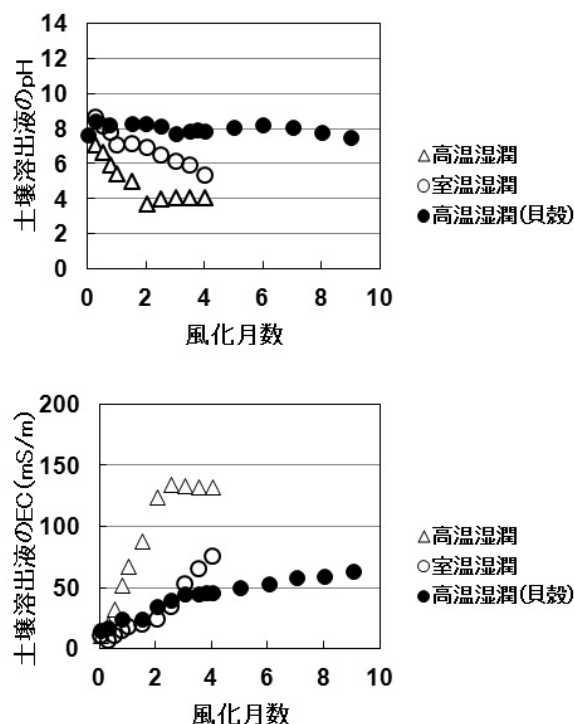 土壌溶出液のpH
14
12
10
8
6
4
2
0
0 2 4 6 8 10
風化月数
△高温湿潤
○室温湿潤
●高温湿潤(貝殻)
土壌溶出液のEC(mS/m)
200
150
100
50
0
0 2 4 6 8 10
風化月数
△高温湿潤
○室温湿潤
●高温湿潤(貝殻)